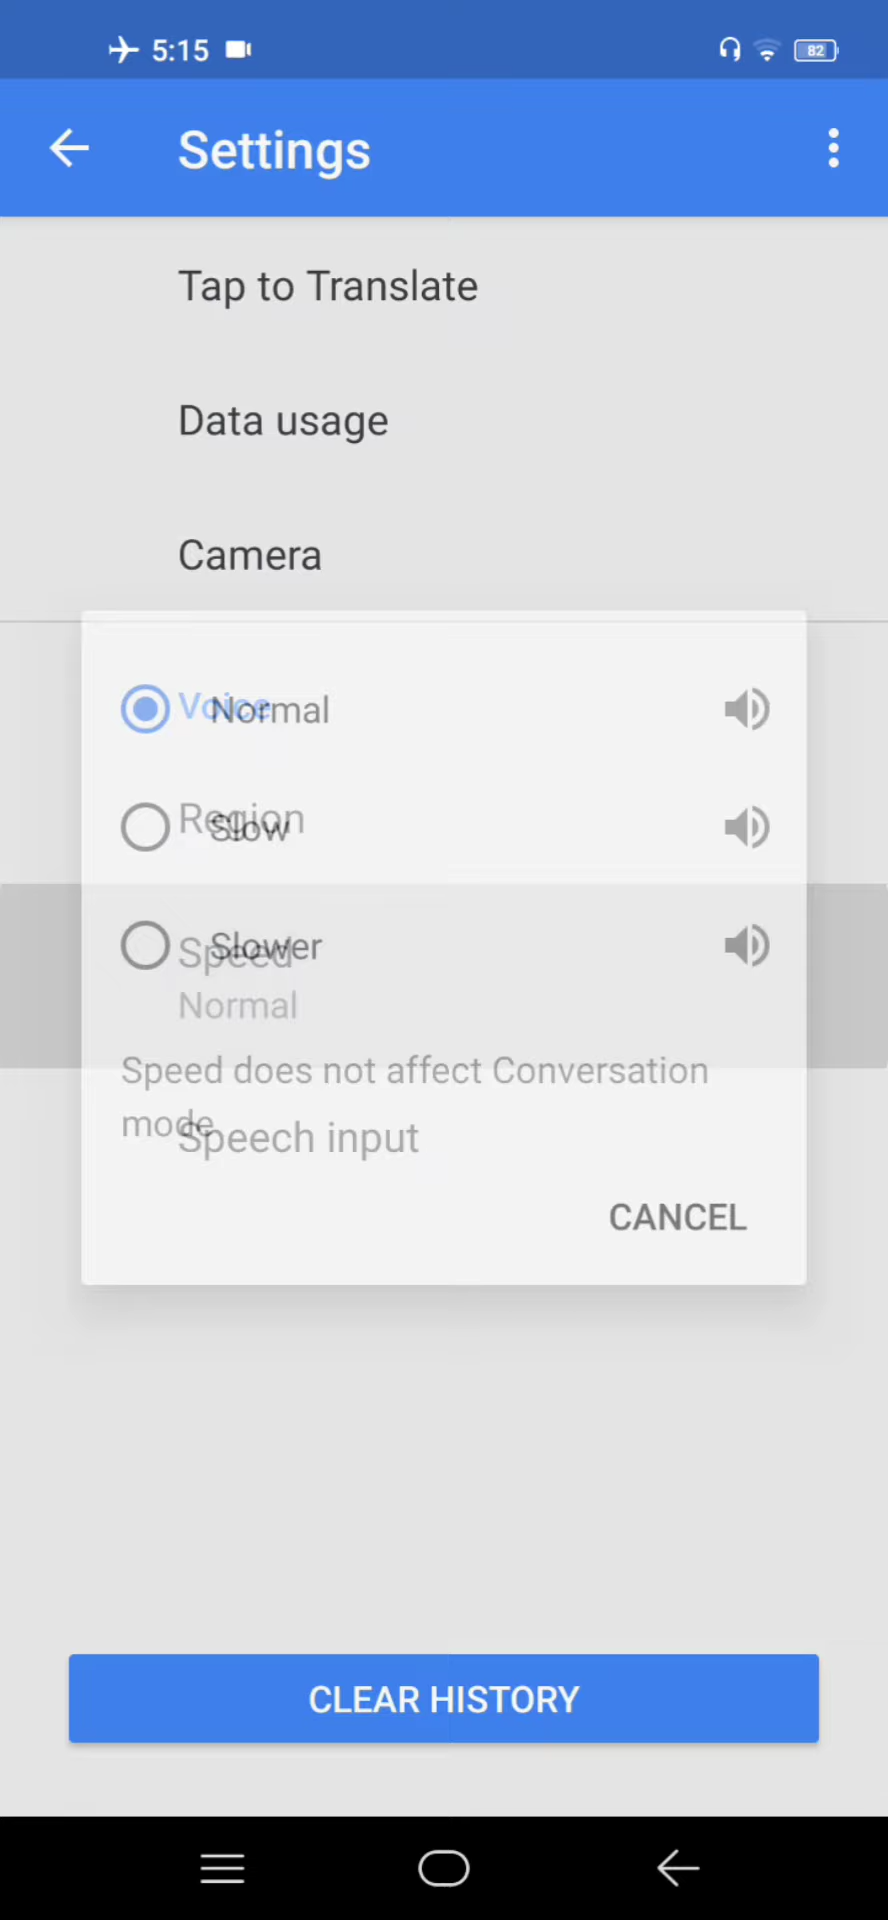 5:15
82
Settings
Tap to Translate
Data usage
Camera
Voice
Normal
Region
Slow
Speed
Slower
Normal
Speed does not affect Conversation
mode
Speech input
CANCEL
CLEAR HISTORY